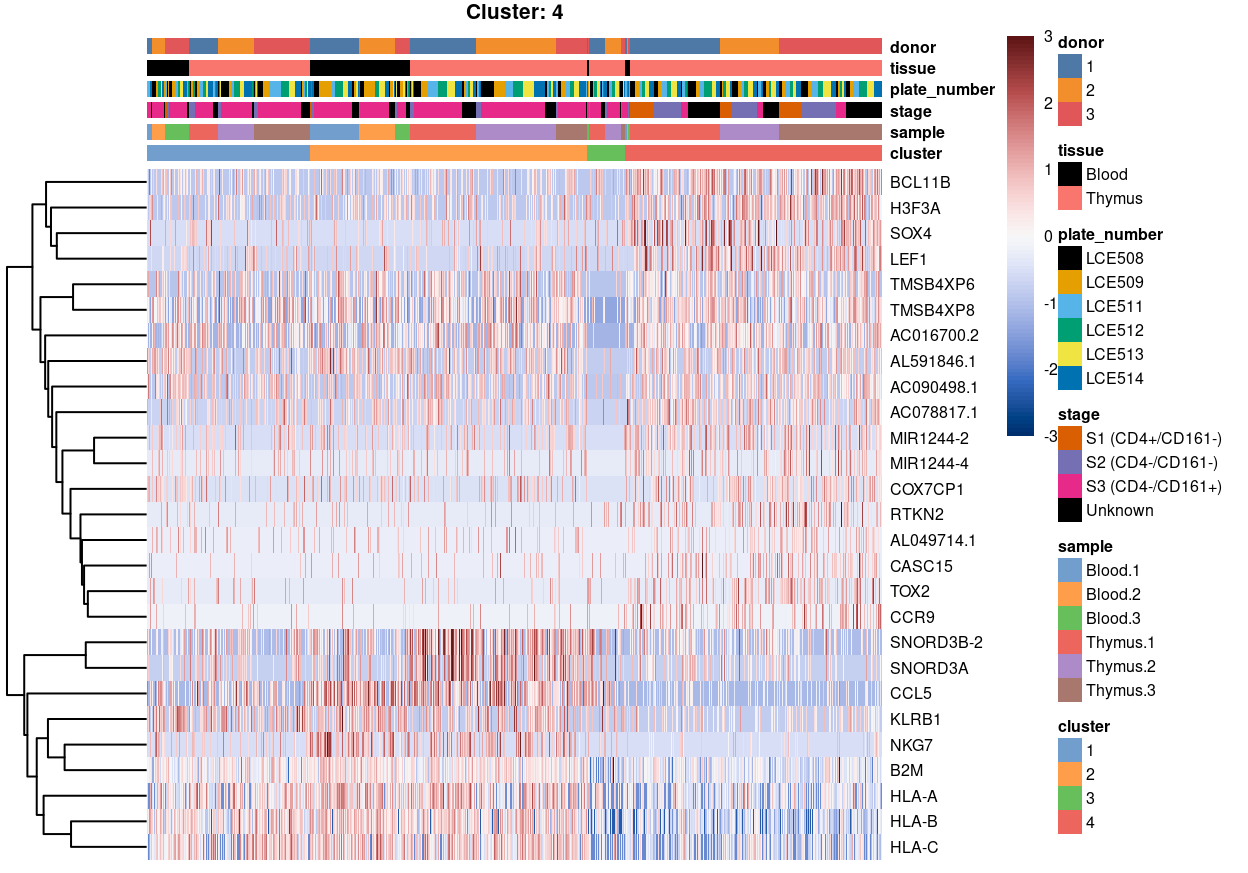 Cluster: 4
donor
tissue
plate_number
stage
sample
cluster
BCL11B
H3F3A
SOX4
LEF1
TMSB4XP6
TMSB4XP8
AC016700.2
AL591846.1
AC090498.1
AC078817.1
MIR1244-2
MIR1244-4
COX7CP1
RTKN2
AL049714.1
CASC15
TOX2
CCR9
SNORD3B-2
SNORD3A
CCL5
KLRB1
NKG7
B2M
HLA-A
HLA-B
HLA-C
3
2
1
0
-1
-2
-3
donor
1
2
3
tissue
Blood
Thymus
plate_number
LCE508
LCE509
LCE511
LCE512
LCE513
LCE514
stage
S1 (CD4+/CD161-)
S2 (CD4-/CD161-)
S3 (CD4-/CD161+)
Unknown
sample
Blood.1
Blood.2
Blood.3
Thymus.1
Thymus.2
Thymus.3
cluster
1
2
3
4